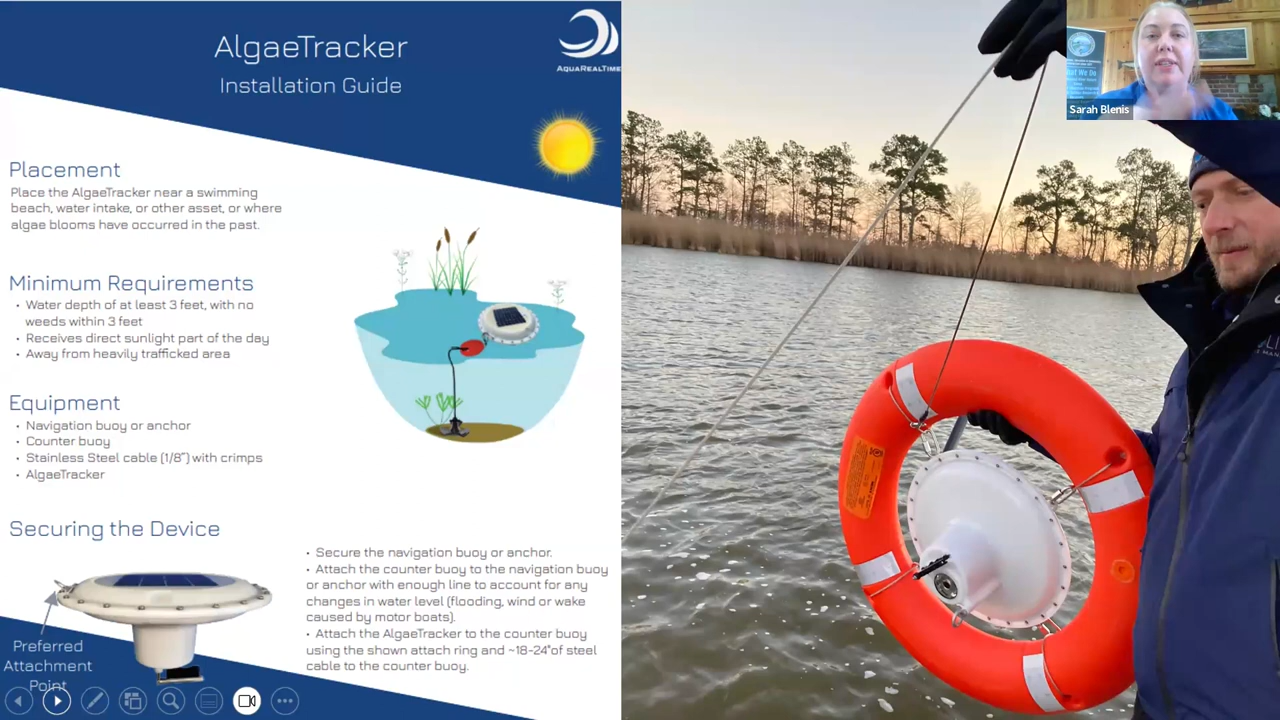 AlgaeTracker
Installation Guide
AQUAREALTIME
Placement
Place the AlgaeTracker near a swimming
beach, water intake, or other asset, or where
algae blooms have occurred in the past.
Minimum Requirements
• Water depth of at least 3 feet, with no
weeds within 3 feet
• Receives direct sunlight part of the day
• Away from heavily trafficked area
Equipment
• Navigation buoy or anchor
• Counter buoy
• Stainless Steel cable (1/8") with crimps
• AlgaeTracker
Securing the Device
• Secure the navigation buoy or anchor.
• Attach the counter buoy to the navigation buoy
or anchor with enough line to account for any
changes in water level (flooding, wind or wake
caused by motor boats).
• Attach the AlgaeTracker to the counter buoy
using the shown attach ring and ~18-24"of steel
cable to the counter buoy.
Preferred
Attachment
Point
What We Do
Sarah Blenis